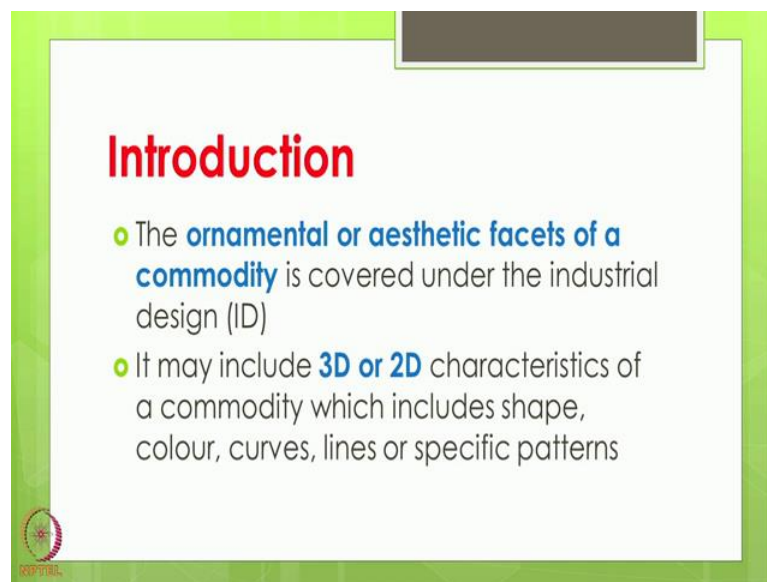 Introduction
The ornamental or aesthetic facets of a
commodity is covered under the industrial
design (ID)
It may include 3D or 2D characteristics of
a commodity which includes shape,
colour, curves, lines or specific patterns
NPTEL